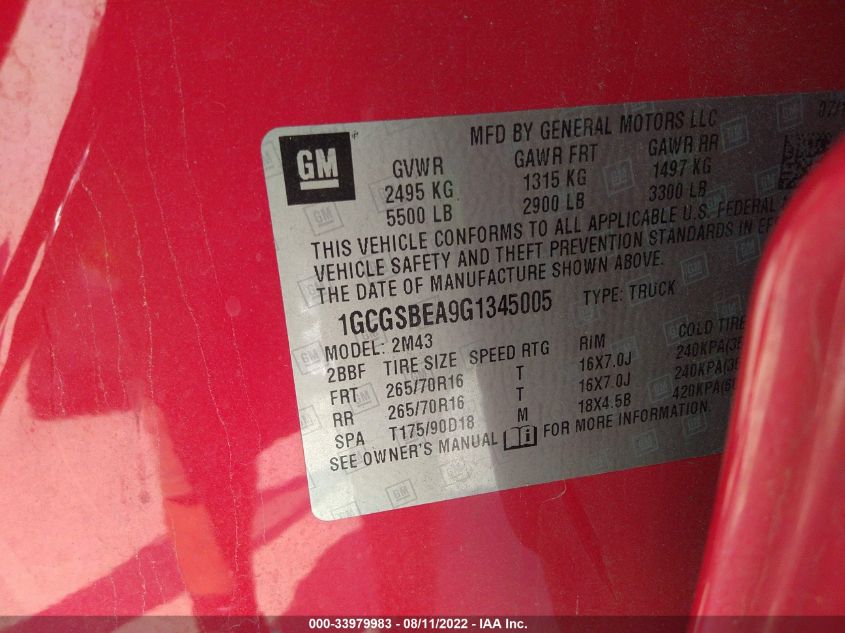 MFD BY GENERAL MOTORS LLC
GM
GVWR GAWR FRT GAWR RR
2495 KG 1315 KG 1497 KG
5500 LB 2900 LB 3300 LB
THIS VEHICLE CONFORMS TO ALL APPLICABLE U.S. FEDERAL
VEHICLE SAFETY AND THEFT PREVENTION STANDARDS IN
THE DATE OF MANUFACTURE SHOWN ABOVE.
1GCGSBEA9G1345005 TYPE: TRUCK
MODEL: 2M43
2BBF TIRE SIZE SPEED RTG RIM COLD TIRE
FRT 265/70R16 T 16X7.0J 240KPA
RR 265/70R16 T 16X7.0J 240KPA
SPA T175/90D18 M 18X4.5B 420KPA
SEE OWNER'S MANUAL FOR MORE INFORMATION.
000-33979983 - 08/11/2022 - IAA Inc.